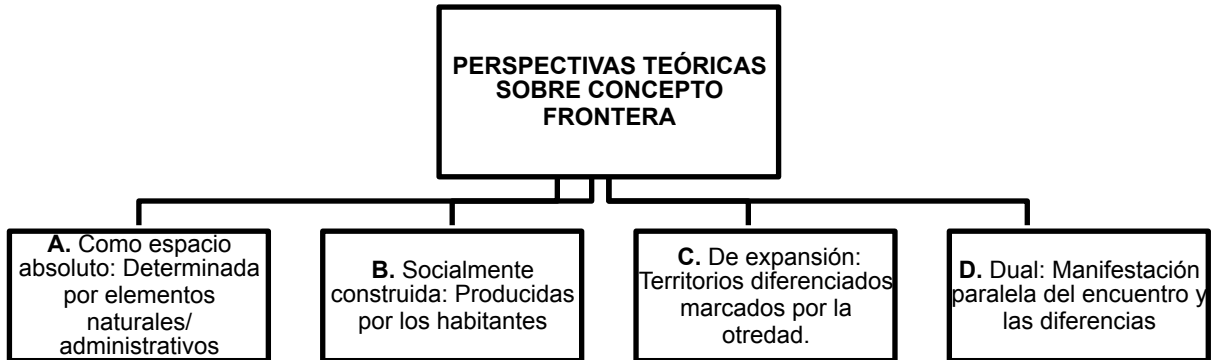 PERSPECTIVAS TEÓRICAS
SOBRE CONCEPTO
FRONTERA
A. Como espacio
absoluto: Determinada
por elementos
naturales/
administrativos
B. Socialmente
construida: Producidas
por los habitantes
C. De expansión:
Territorios diferenciados
marcados por la
otredad.
D. Dual: Manifestación
paralela del encuentro y
las diferencias